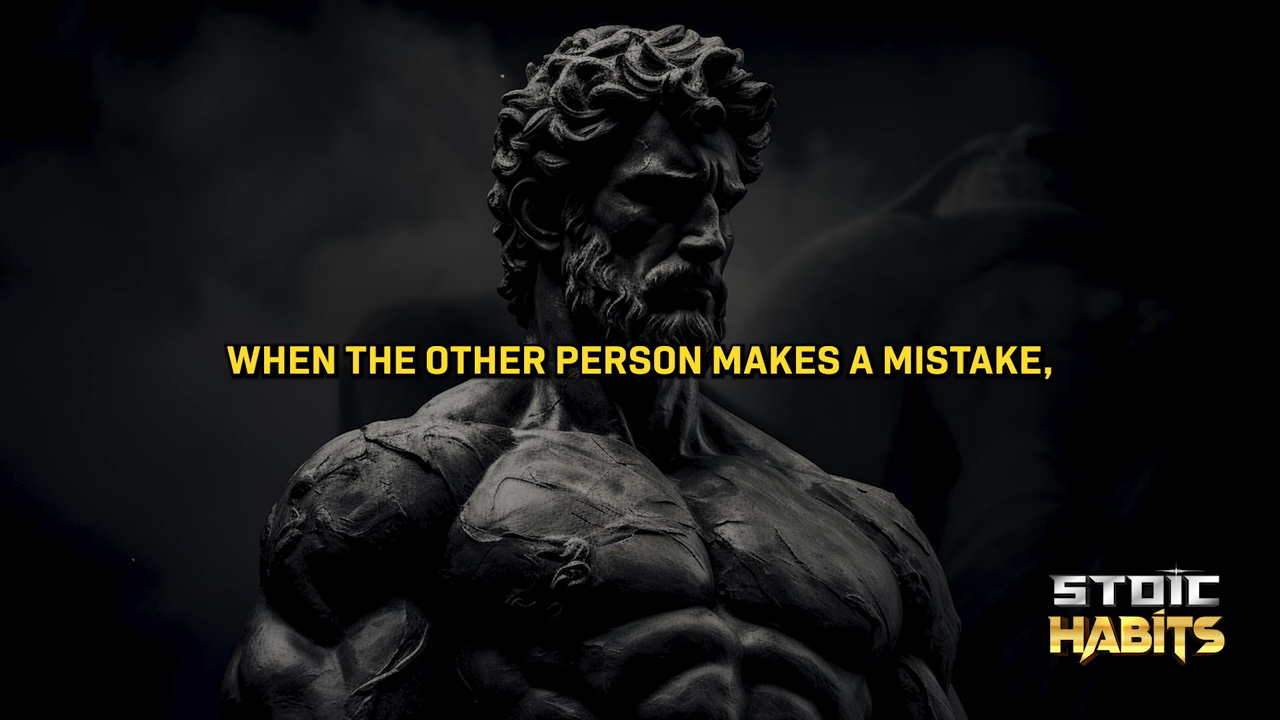 WHEN THE OTHER PERSON MAKES A MISTAKE,
STOIC
HABITS